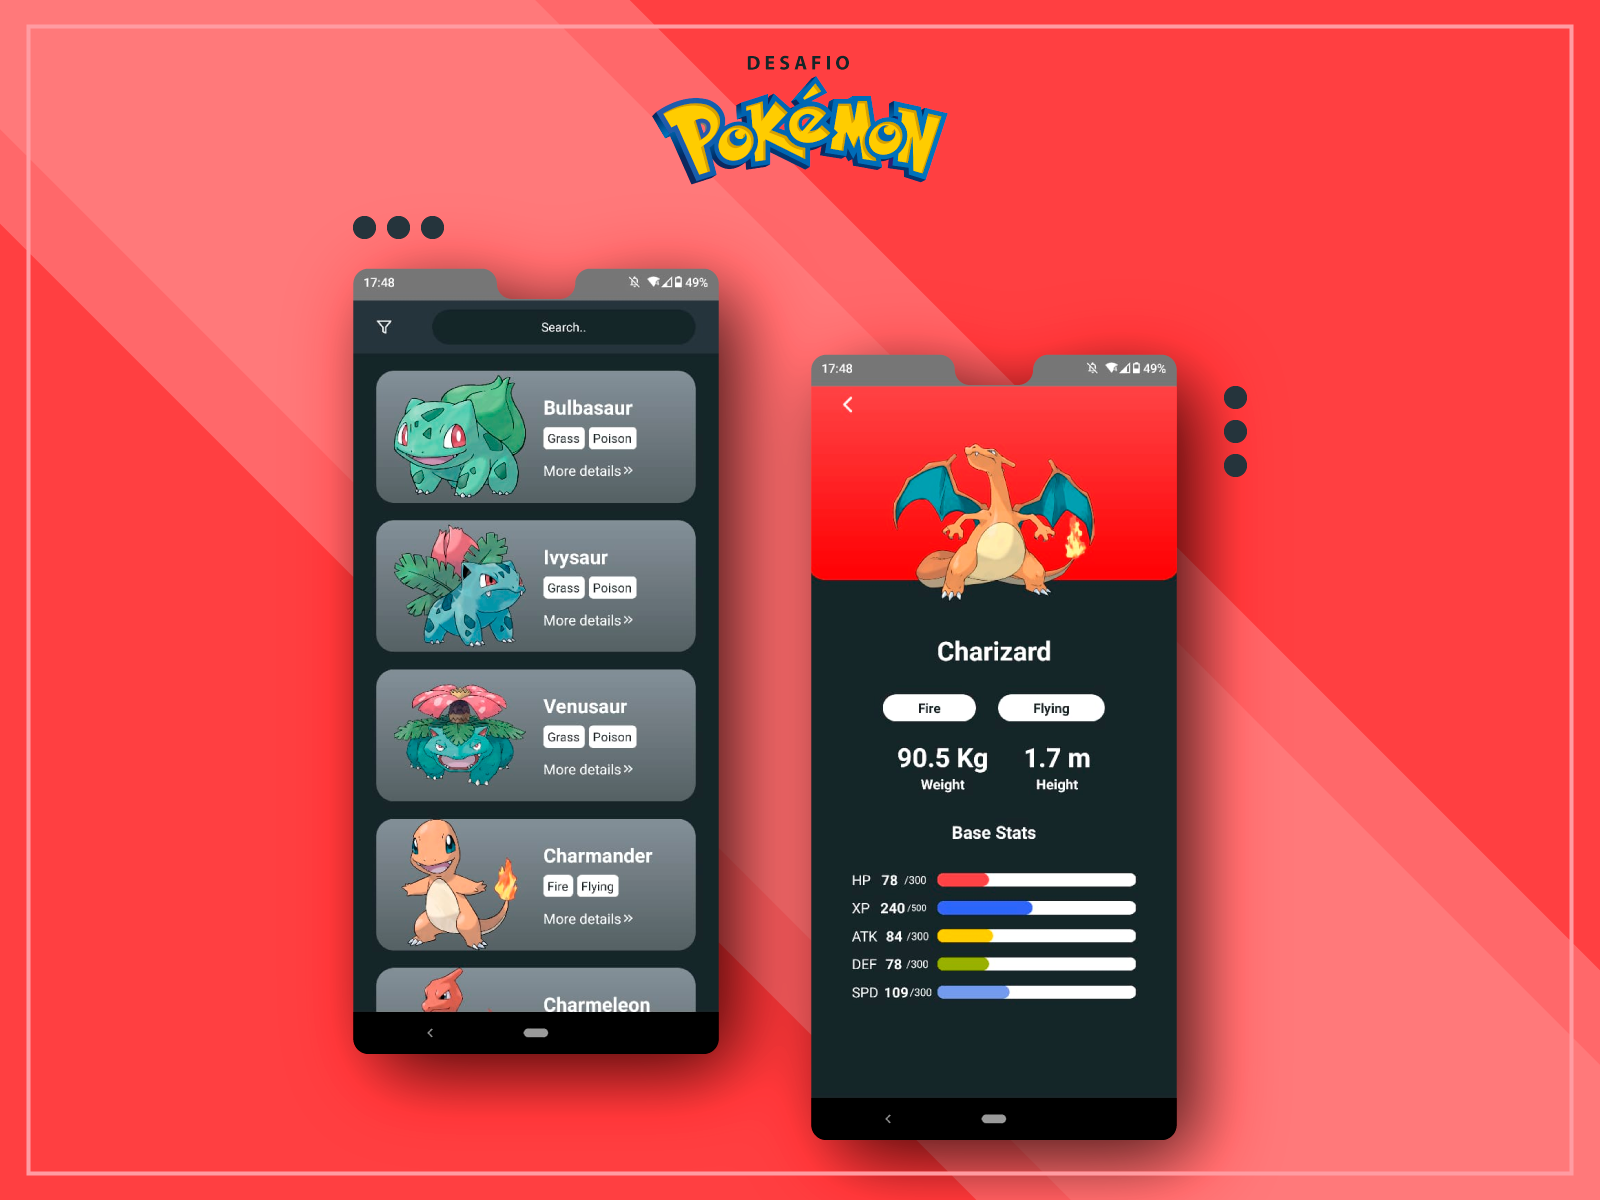 DESAFIO
POKéMON
17:48
49%
Search..
Bulbasaur
Grass Poison
More details»
Ivysaur
Grass Poison
More details»
Venusaur
Grass Poison
More details»
Charmander
Fire Flying
More details»
Charmeleon
17:48
49%
Charizard
Fire Flying
90.5 Kg 1.7 m
Weight Height
Base Stats
HP 78 /300
XP 240 /500
ATK 84 /300
DEF 78 /300
SPD 109 /300